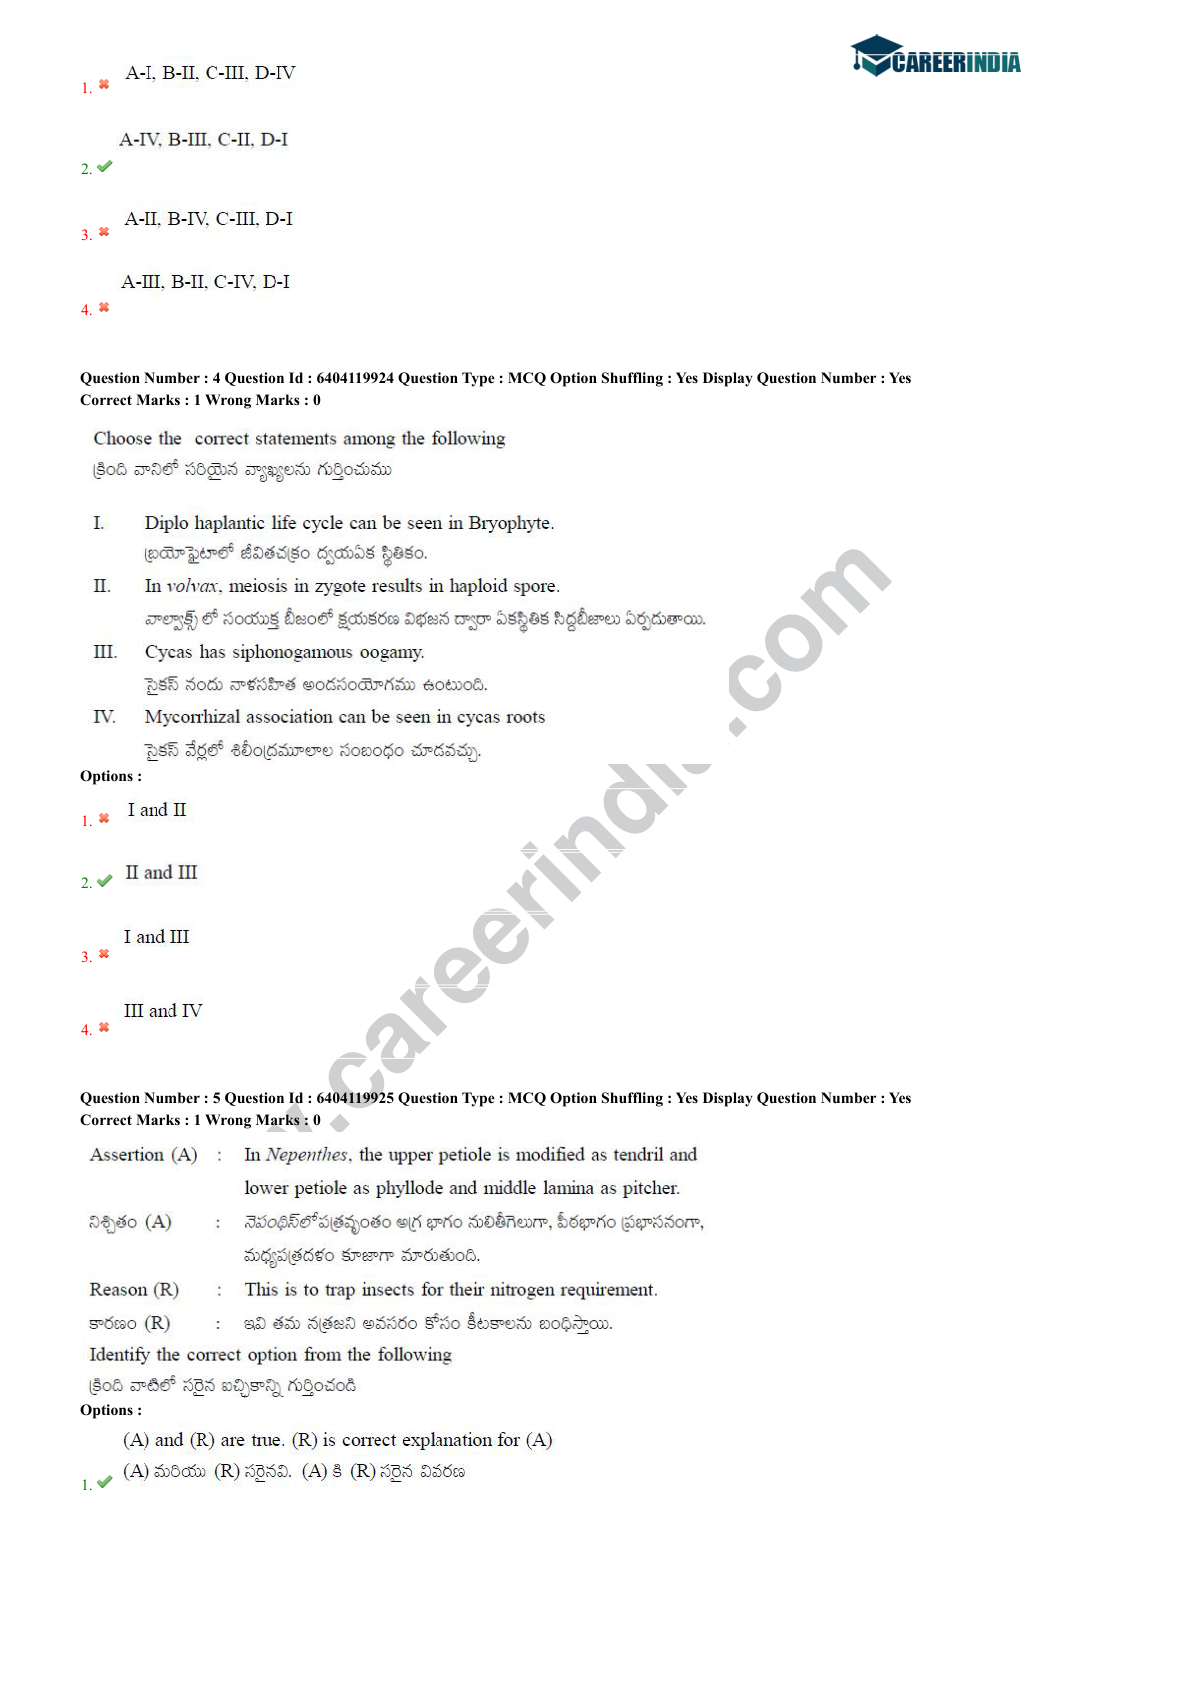 CAREERINDIA
A-I, B-II, C-III, D-IV
1.
A-IV, B-III, C-II, D-I
2.
A-II, B-IV, C-III, D-I
3.
A-III, B-II, C-IV, D-I
4.
Question Number : 4 Question Id : 6404119924 Question Type : MCQ Option Shuffling : Yes Display Question Number : Yes
Correct Marks : 1 Wrong Marks : 0
Choose the correct statements among the following
క్రింది వానిలో సరియైన వ్యాఖ్యలను గుర్తించుము
I. Diplo haplantic life cycle can be seen in Bryophyte.
బ్రయోఫైటాలో జీవితచక్రం ద్వయఏక స్థితికం.
II. In volvax, meiosis in zygote results in haploid spore.
వాల్వాక్స్ లో సంయుక్త బీజంలో క్షయకరణ విభజన ద్వారా ఏకస్థితిక సిద్దబీజాలు ఏర్పడుతాయి.
III. Cycas has siphonogamous oogamy.
సైకస్ నందు నాళసహిత అండసంయోగము ఉంటుంది.
IV. Mycorrhizal association can be seen in cycas roots
సైకస్ వేర్లలో శిలీంద్రమూలాల సంబంధం చూడవచ్చు.
Options :
I and II
1.
II and III
2.
I and III
3.
III and IV
4.
Question Number : 5 Question Id : 6404119925 Question Type : MCQ Option Shuffling : Yes Display Question Number : Yes
Correct Marks : 1 Wrong Marks : 0
Assertion (A) : In Nepenthes, the upper petiole is modified as tendril and
lower petiole as phyllode and middle lamina as pitcher.
నిశ్చితం (A) : నెపంథిస్‌లో పత్రవృంతం అగ్ర భాగం నులితీగెలుగా, పీఠభాగం ప్రభాసనంగా,
మధ్యపత్రదళం కూజాగా మారుతుంది.
Reason (R) : This is to trap insects for their nitrogen requirement.
కారణం (R) : ఇవి తమ నత్రజని అవసరం కోసం కీటకాలను బంధిస్తాయి.
Identify the correct option from the following
క్రింది వాటిలో సరైన ఐచ్ఛికాన్ని గుర్తించండి
Options :
(A) and (R) are true. (R) is correct explanation for (A)
(A) మరియు (R) సరైనవి. (A) కి (R) సరైన వివరణ
1.
.careerindia.com